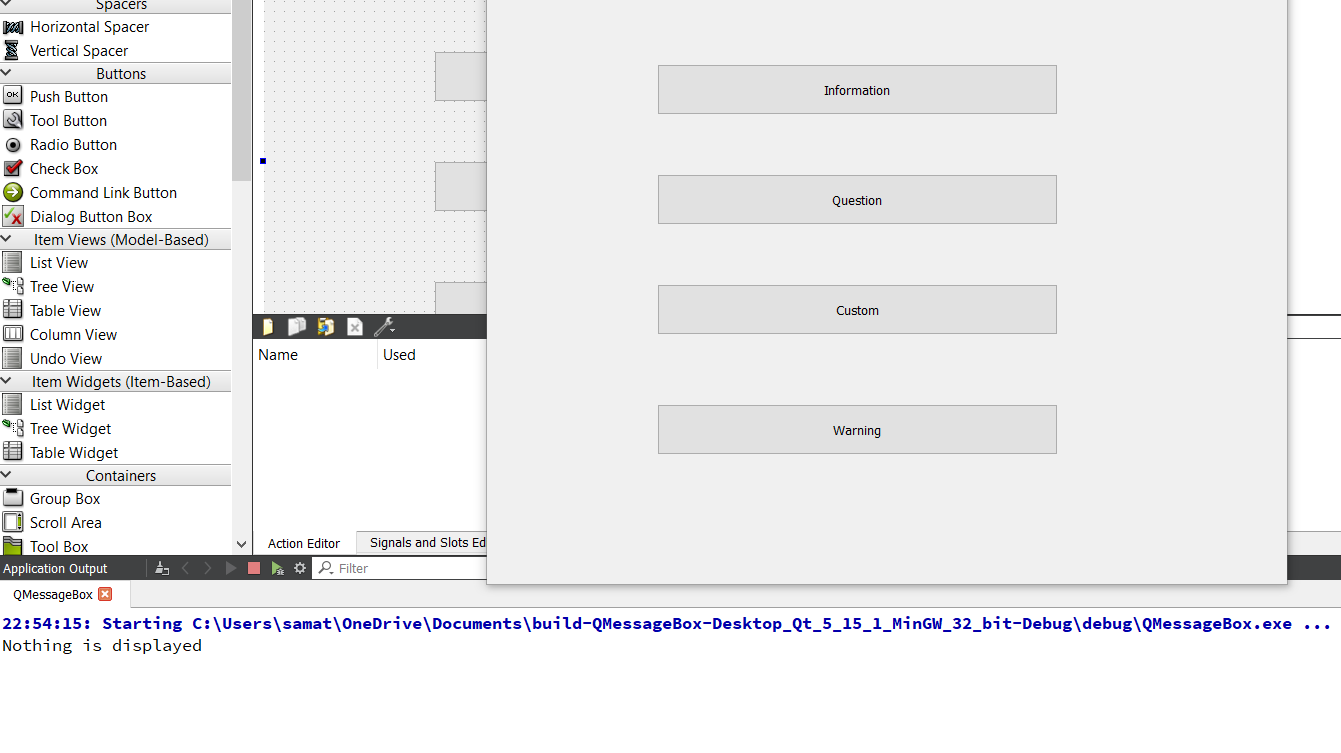 Spacers
Horizontal Spacer
Vertical Spacer
Buttons
OK Push Button
Tool Button
Radio Button
Check Box
Command Link Button
Dialog Button Box
Item Views (Model-Based)
List View
Tree View
Table View
Column View
Undo View
Item Widgets (Item-Based)
List Widget
Tree Widget
Table Widget
Containers
Group Box
Scroll Area
Tool Box
Name Used
Action Editor Signals and Slots Ed
Information
Question
Custom
Warning
Application Output Filter
QMessageBox
22:54:15: Starting C:\Users\samat\OneDrive\Documents\build-QMessageBox-Desktop_Qt_5_15_1_MinGW_32_bit-Debug\debug\QMessageBox.exe ...
Nothing is displayed